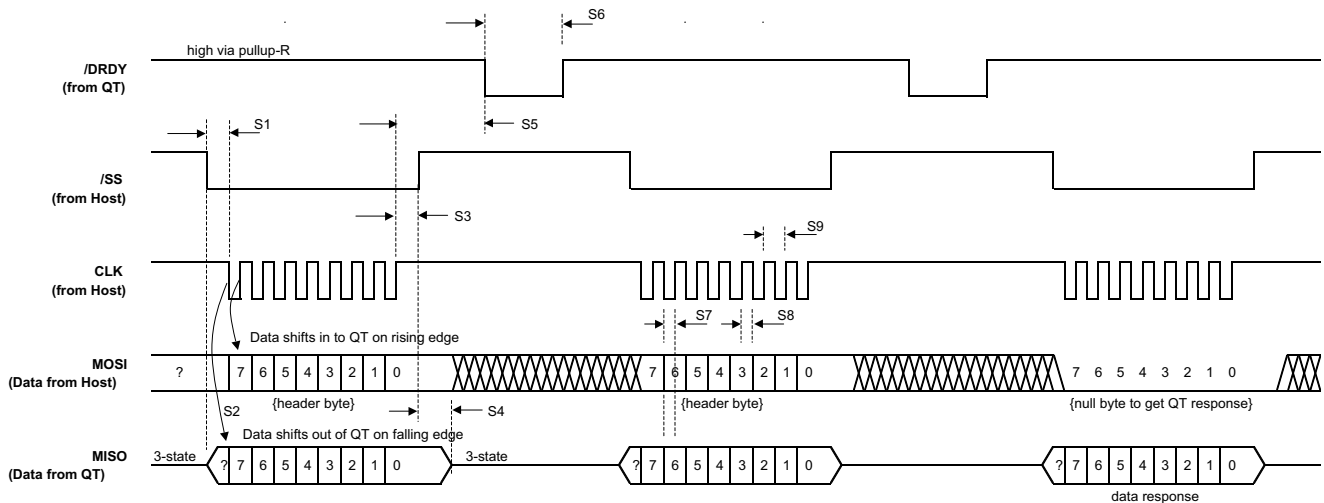 S6
high via pullup-R
/DRDY
(from QT)
S1
S5
/SS
(from Host)
S3
S9
CLK
(from Host)
S7
S8
Data shifts in to QT on rising edge
MOSI
(Data from Host)
? 7 6 5 4 3 2 1 0
7 6 5 4 3 2 1 0
7 6 5 4 3 2 1 0
{header byte}
{header byte}
{null byte to get QT response}
S2
S4
Data shifts out of QT on falling edge
MISO
(Data from QT)
3-state
? 7 6 5 4 3 2 1 0
3-state
? 7 6 5 4 3 2 1 0
? 7 6 5 4 3 2 1 0
data response